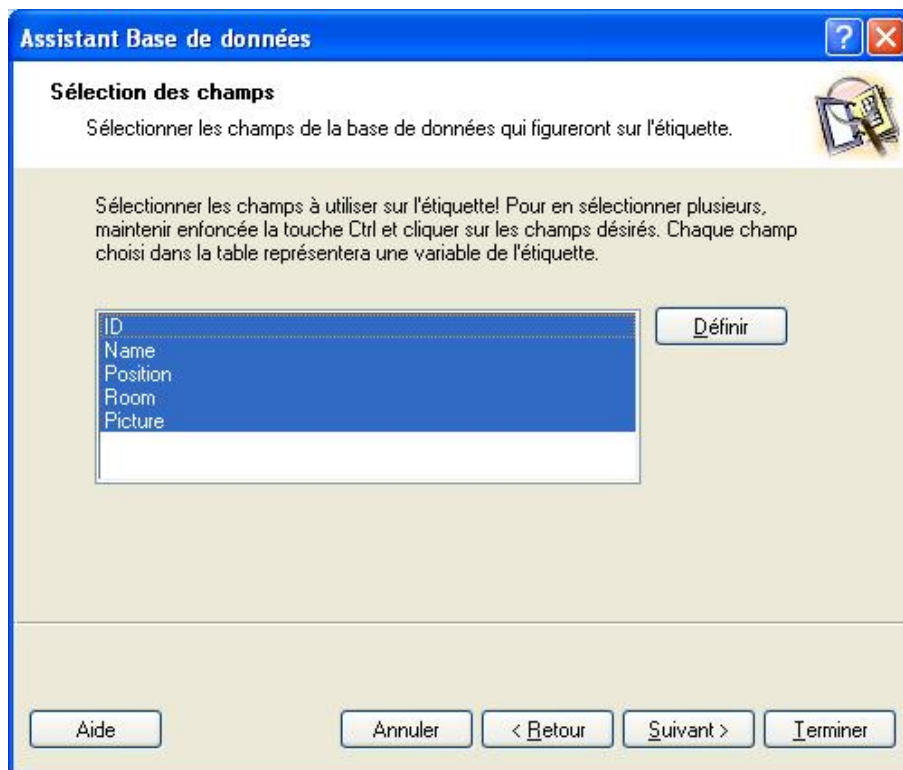 Assistant Base de données
Sélection des champs
Sélectionner les champs de la base de données qui figureront sur l'étiquette.
Sélectionner les champs à utiliser sur l'étiquette! Pour en sélectionner plusieurs,
maintenir enfoncée la touche Ctrl et cliquer sur les champs désirés. Chaque champ
choisi dans la table représentera une variable de l'étiquette.
ID
Définir
Name
Position
Room
Picture
Aide
Annuler
< Retour
Suivant >
Terminer